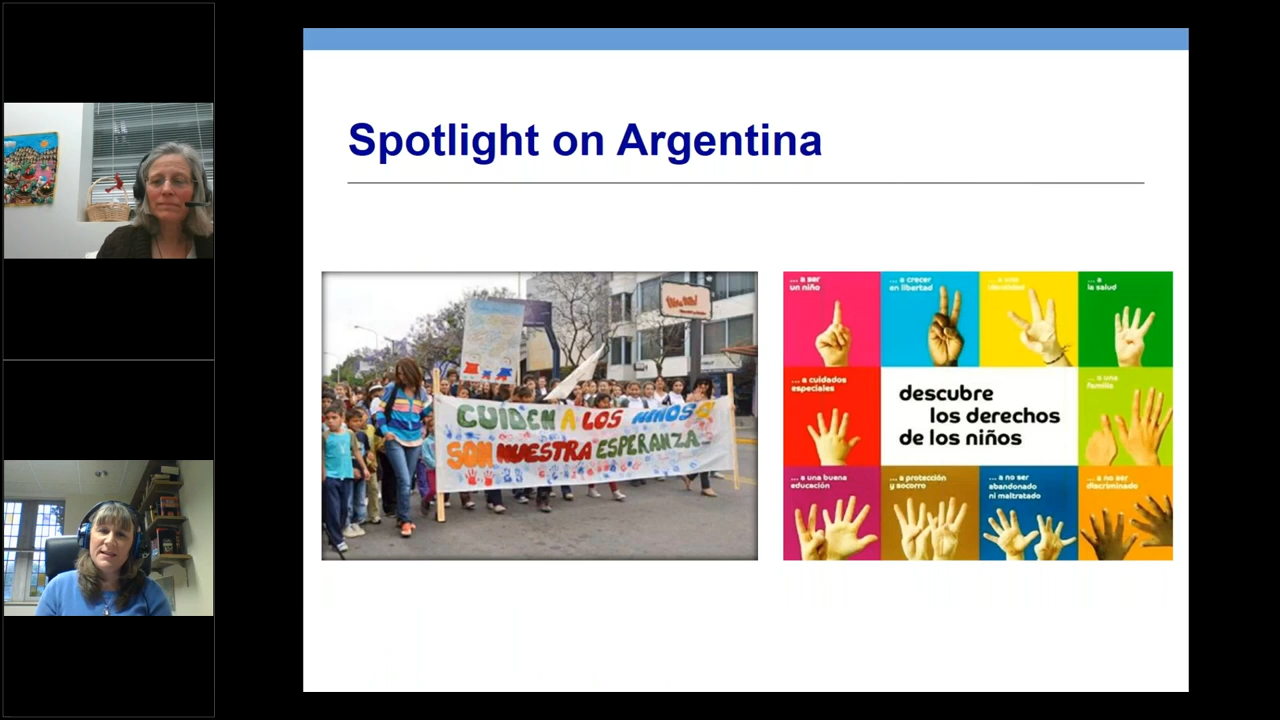 Spotlight on Argentina
CUIDEN A LOS NIÑOS
SON NUESTRA ESPERANZA
... a ser
un niño
... a crecer
en libertad
... a una
identidad
... a
la salud
... a cuidados
especiales
descubre
los derechos
de los niños
... a una
familia
... a una buena
educación
... a protección
y socorro
... a no ser
abandonado
ni maltratado
... a no ser
discriminado